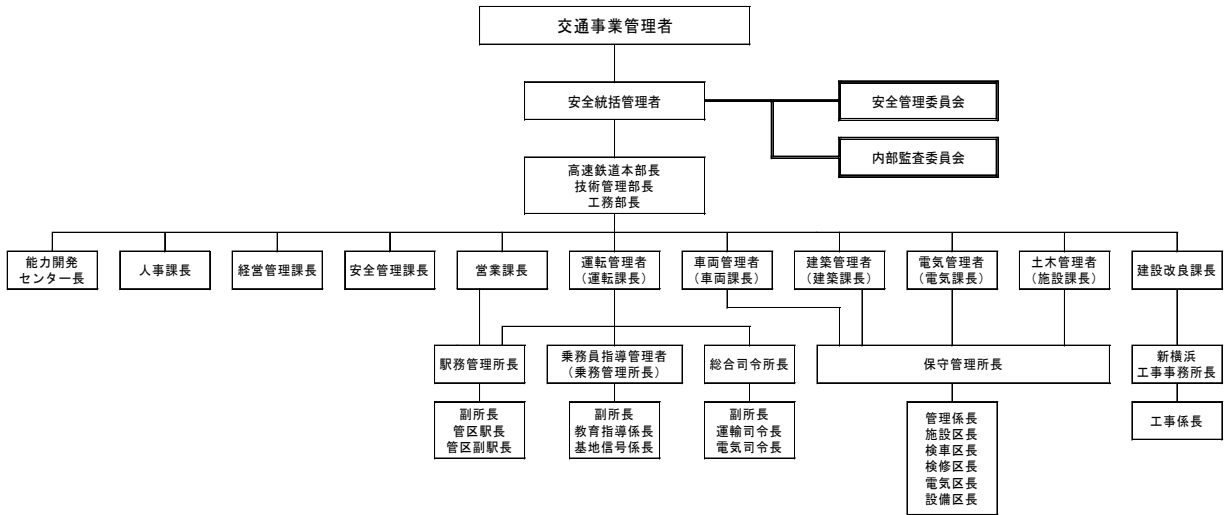 交通事業管理者
安全統括管理者
安全管理委員会
内部監査委員会
高速鉄道本部長
技術管理部長
工務部長
能力開発
センター長
人事課長
経営管理課長
安全管理課長
営業課長
運転管理者
（運転課長）
車両管理者
（車両課長）
建築管理者
（建築課長）
電気管理者
（電気課長）
土木管理者
（施設課長）
建設改良課長
駅務管理所長
乗務員指導管理者
（乗務管理所長）
総合司令所長
保守管理所長
新横浜
工事事務所長
副所長
管区駅長
管区副駅長
副所長
教育指導係長
基地信号係長
副所長
運輸司令長
電気司令長
管理係長
施設区長
検車区長
検修区長
電気区長
設備区長
工事係長